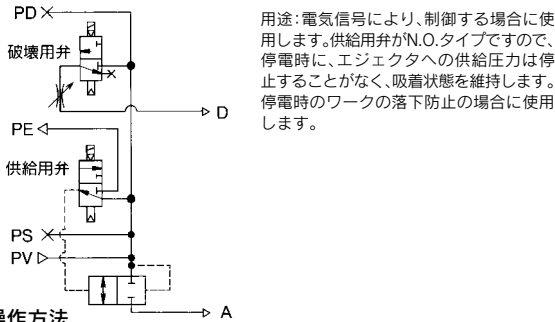 PD
破壊用弁
D
PE
供給用弁
PS
PV
A
操作方法
用途：電気信号により、制御する場合に使
用します。供給用弁がN.O.タイプですので、
停電時に、エジェクタへの供給圧力は停
止することがなく、吸着状態を維持します。
停電時のワークの落下防止の場合に使用
します。